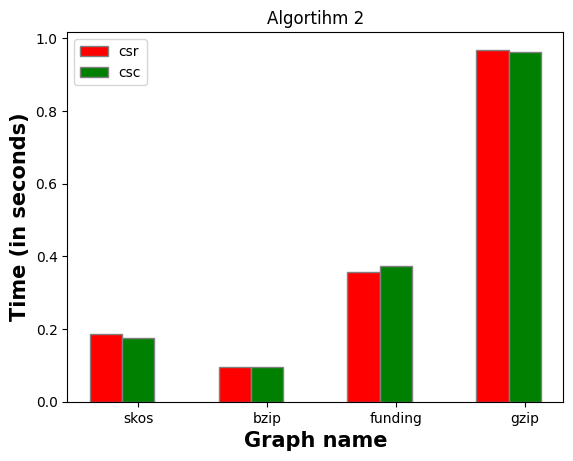 Algortihm 2
csr
csc
1.0
0.8
0.6
0.4
0.2
0.0
Time (in seconds)
skos bzip funding gzip
Graph name